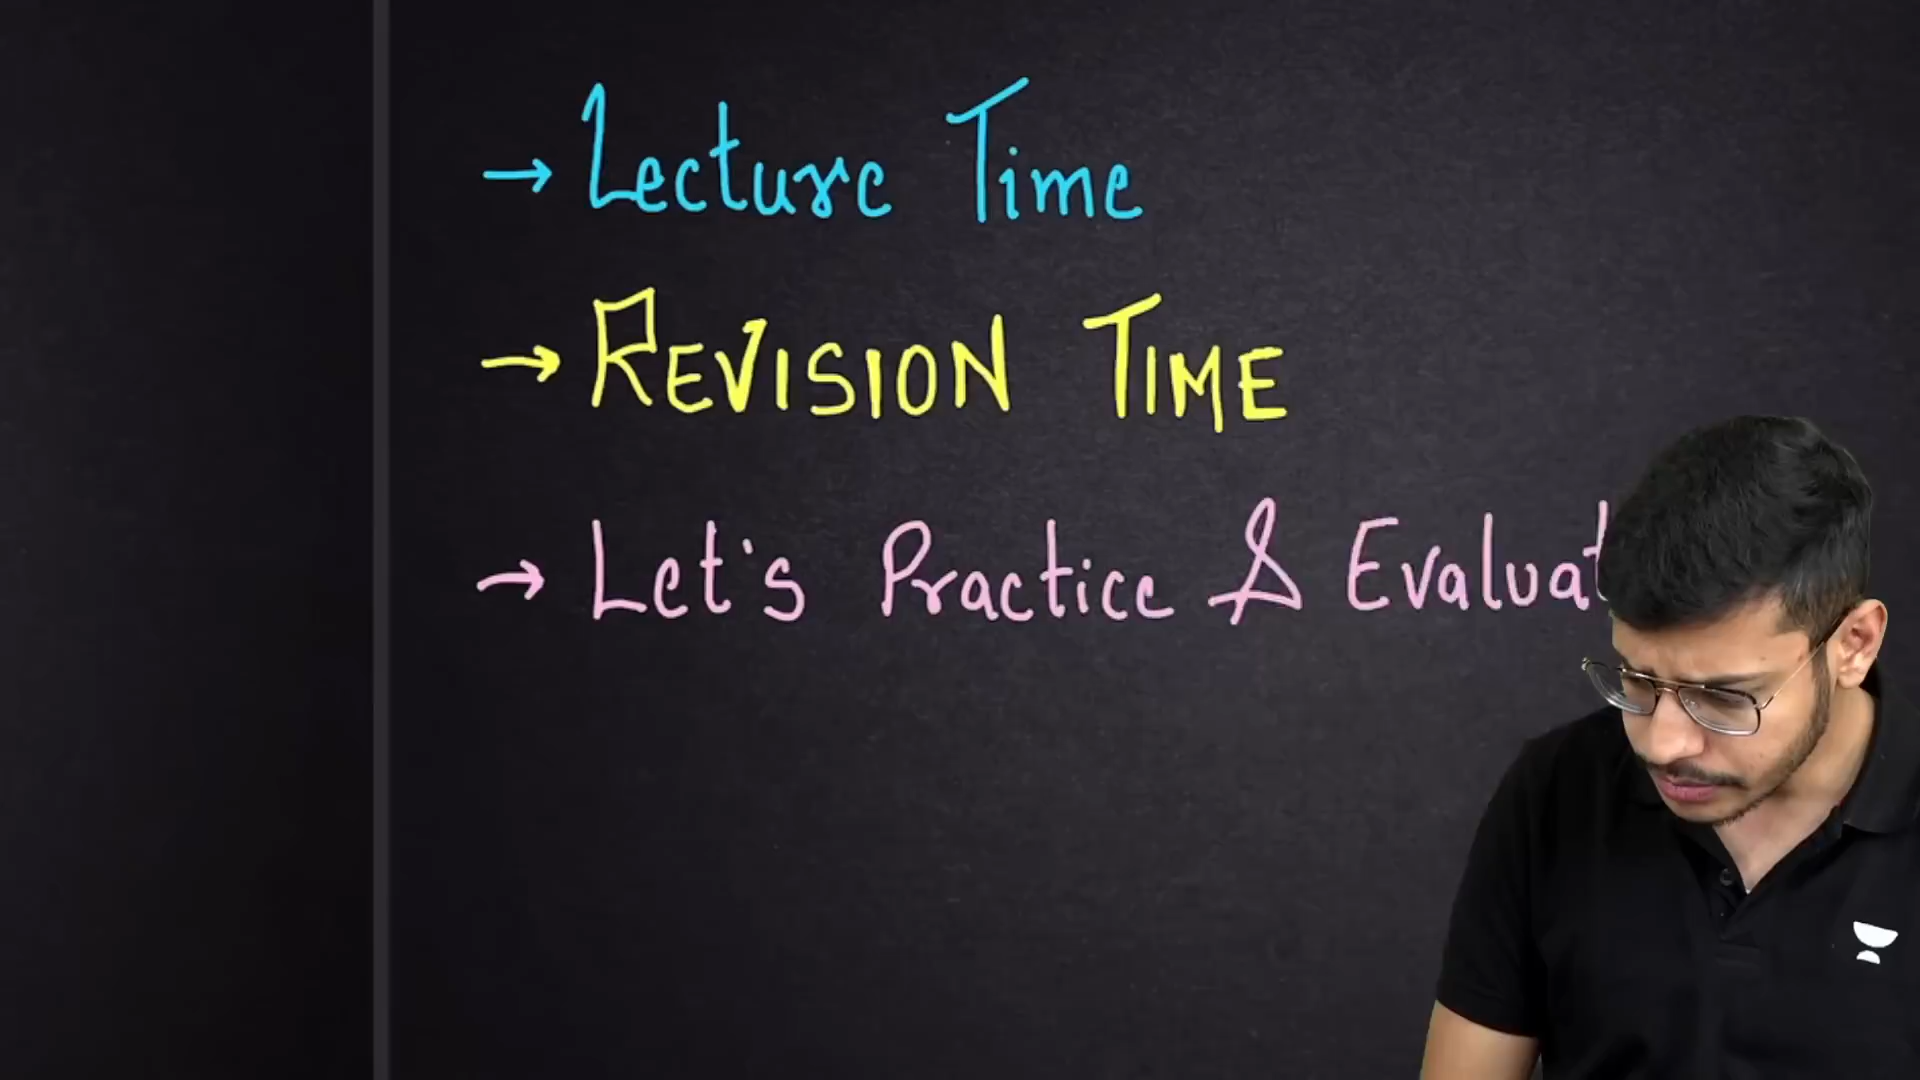 → Lecture Time
→ REVISION TIME
→ Let's Practice & Evaluat